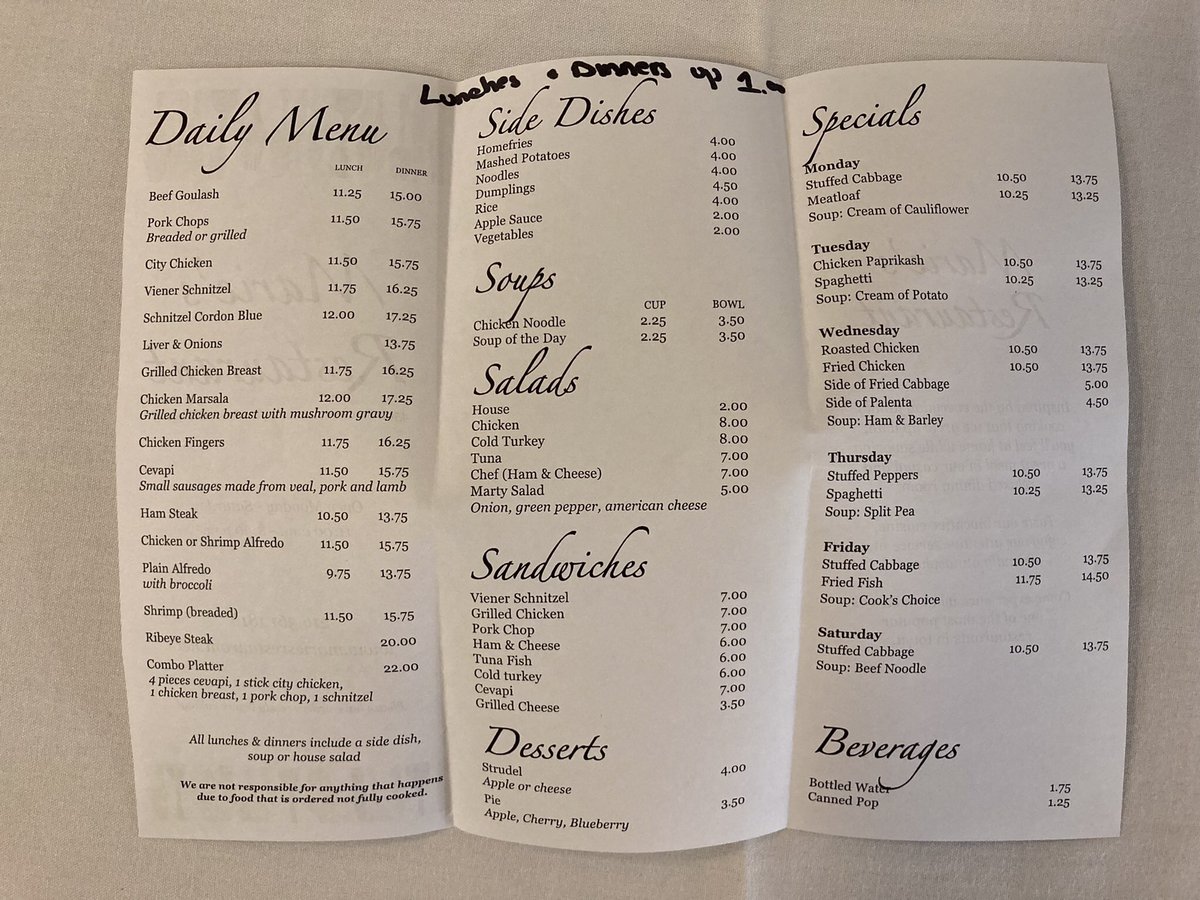 Lunches • Dinners up 1.00
Daily Menu
LUNCH DINNER
Beef Goulash 11.25 15.00
Pork Chops 11.50 15.75
Breaded or grilled
City Chicken 11.50 15.75
Viener Schnitzel 11.75 16.25
Schnitzel Cordon Blue 12.00 17.25
Liver & Onions 13.75
Grilled Chicken Breast 11.75 16.25
Chicken Marsala 12.00 17.25
Grilled chicken breast with mushroom gravy
Chicken Fingers 11.75 16.25
Cevapi 11.50 15.75
Small sausages made from veal, pork and lamb
Ham Steak 10.50 13.75
Chicken or Shrimp Alfredo 11.50 15.75
Plain Alfredo 9.75 13.75
with broccoli
Shrimp (breaded) 11.50 15.75
Ribeye Steak 20.00
Combo Platter 22.00
4 pieces cevapi, 1 stick city chicken,
1 chicken breast, 1 pork chop, 1 schnitzel
All lunches & dinners include a side dish,
soup or house salad
We are not responsible for anything that happens
due to food that is ordered not fully cooked.
Side Dishes
Homefries 4.00
Mashed Potatoes 4.00
Noodles 4.00
Dumplings 4.50
Rice 4.00
Apple Sauce 2.00
Vegetables 2.00
Soups
CUP BOWL
Chicken Noodle 2.25 3.50
Soup of the Day 2.25 3.50
Salads
House 2.00
Chicken 8.00
Cold Turkey 8.00
Tuna 7.00
Chef (Ham & Cheese) 7.00
Marty Salad 5.00
Onion, green pepper, american cheese
Sandwiches
Viener Schnitzel 7.00
Grilled Chicken 7.00
Pork Chop 7.00
Ham & Cheese 6.00
Tuna Fish 6.00
Cold turkey 6.00
Cevapi 7.00
Grilled Cheese 3.50
Desserts
Strudel 4.00
Apple or cheese
Pie 3.50
Apple, Cherry, Blueberry
Specials
Monday
Stuffed Cabbage 10.50 13.75
Meatloaf 10.25 13.25
Soup: Cream of Cauliflower
Tuesday
Chicken Paprikash 10.50 13.75
Spaghetti 10.25 13.25
Soup: Cream of Potato
Wednesday
Roasted Chicken 10.50 13.75
Fried Chicken 10.50 13.75
Side of Fried Cabbage 5.00
Side of Palenta 4.50
Soup: Ham & Barley
Thursday
Stuffed Peppers 10.50 13.75
Spaghetti 10.25 13.25
Soup: Split Pea
Friday
Stuffed Cabbage 10.50 13.75
Fried Fish 11.75 14.50
Soup: Cook's Choice
Saturday
Stuffed Cabbage 10.50 13.75
Soup: Beef Noodle
Beverages
Bottled Water 1.75
Canned Pop 1.25